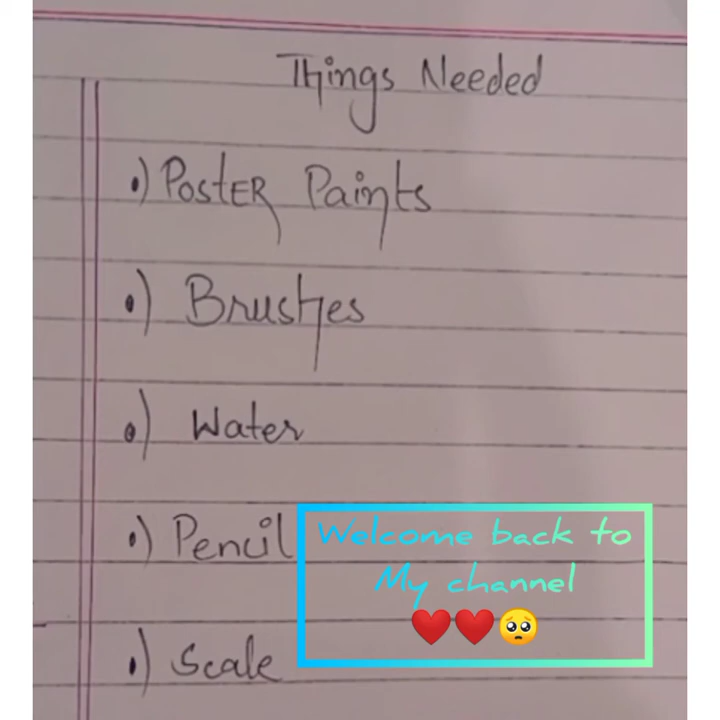 Things Needed
•) Poster Paints
•) Brushes
•) Water
•) Pencil
Welcome back to
My channel
❤️❤️🥺
•) Scale